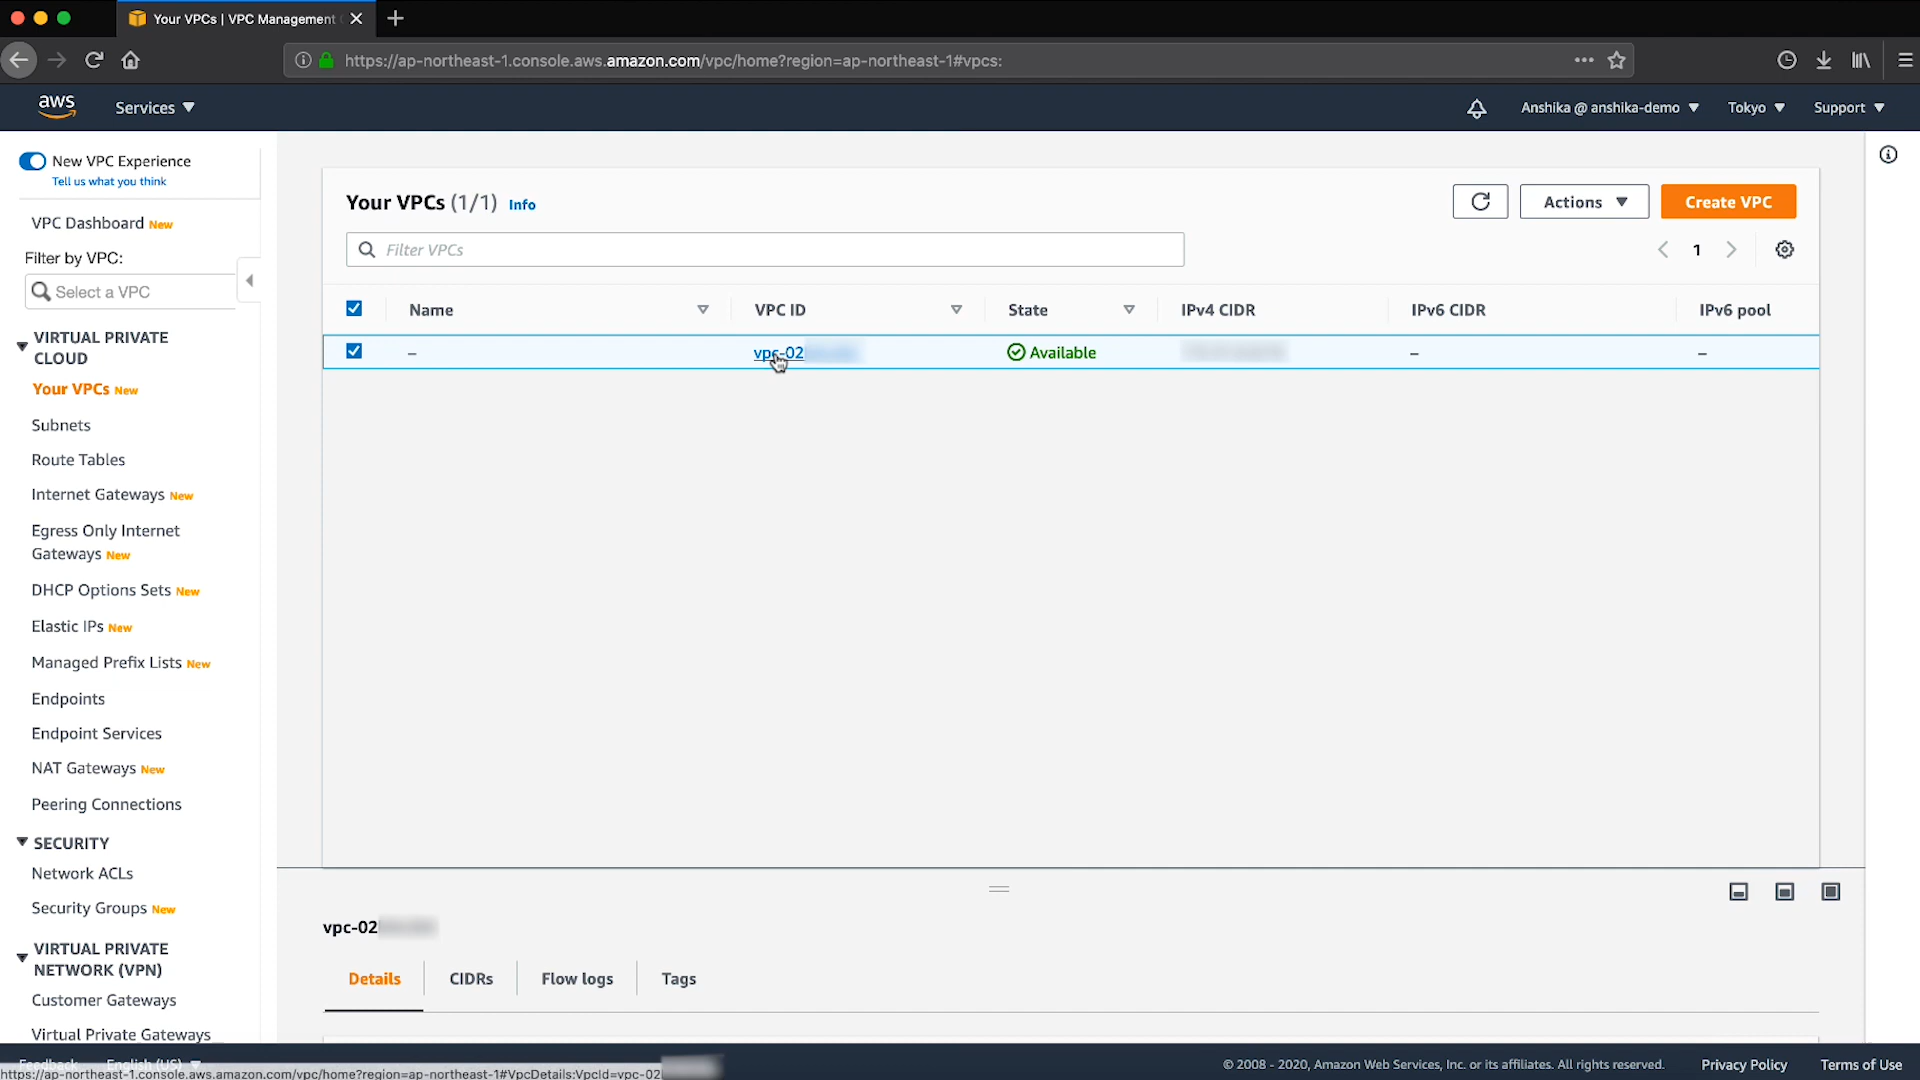 Your VPCs | VPC Management
https://ap-northeast-1.console.aws.amazon.com/vpc/home?region=ap-northeast-1#vpcs:
aws
Services
Anshika @ anshika-demo
Tokyo
Support
New VPC Experience
Tell us what you think
VPC Dashboard New
Filter by VPC:
Select a VPC
VIRTUAL PRIVATE
CLOUD
Your VPCs New
Subnets
Route Tables
Internet Gateways New
Egress Only Internet
Gateways New
DHCP Options Sets New
Elastic IPs New
Managed Prefix Lists New
Endpoints
Endpoint Services
NAT Gateways New
Peering Connections
SECURITY
Network ACLs
Security Groups New
VIRTUAL PRIVATE
NETWORK (VPN)
Customer Gateways
Virtual Private Gateways
Your VPCs (1/1) Info
Actions
Create VPC
Filter VPCs
1
Name VPC ID State IPv4 CIDR IPv6 CIDR IPv6 pool
– vpc-02 Available – –
vpc-02
Details CIDRs Flow logs Tags
Feedback English (US)
© 2008 - 2020, Amazon Web Services, Inc. or its affiliates. All rights reserved. Privacy Policy Terms of Use
https://ap-northeast-1.console.aws.amazon.com/vpc/home?region=ap-northeast-1#VpcDetails:VpcId=vpc-02